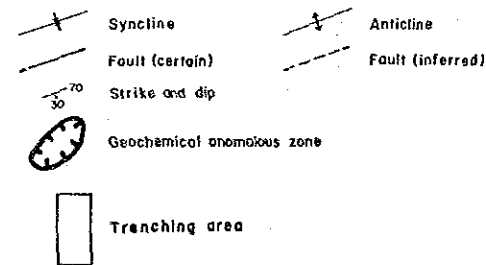 Syncline
Anticline
Fault (certain)
Fault (inferred)
70
30
Strike and dip
Geochemical anomalous zone
Trenching area